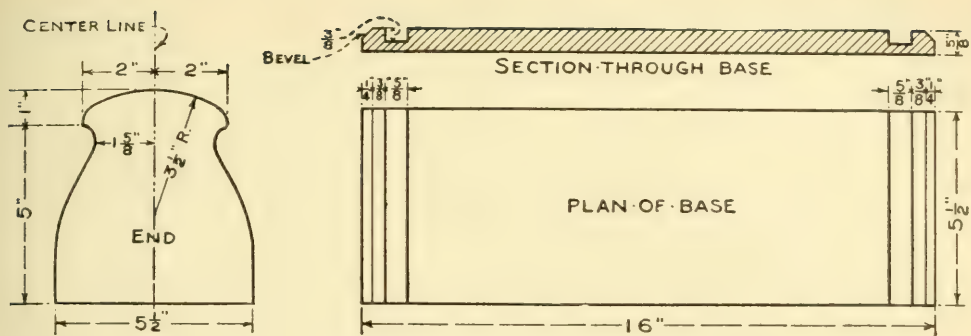 CENTER LINE
2" 2"
1"
1 5/8"
3 1/2" R.
5"
END
5 1/2"
BEVEL
3/8"
5/8"
SECTION·THROUGH BASE
1/4" 3/8" 5/8"
5/8" 3/8" 1/4"
PLAN·OF·BASE
5 1/2"
16"